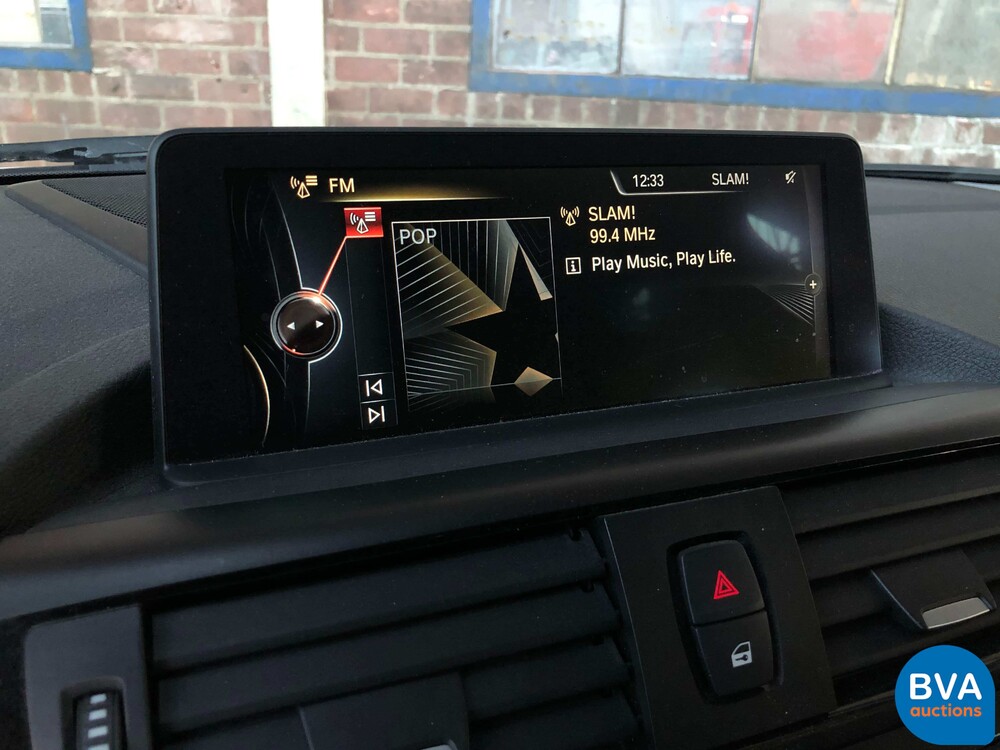 FM
12:33 SLAM!
POP
SLAM!
99.4 MHz
Play Music, Play Life.
BVA
auctions